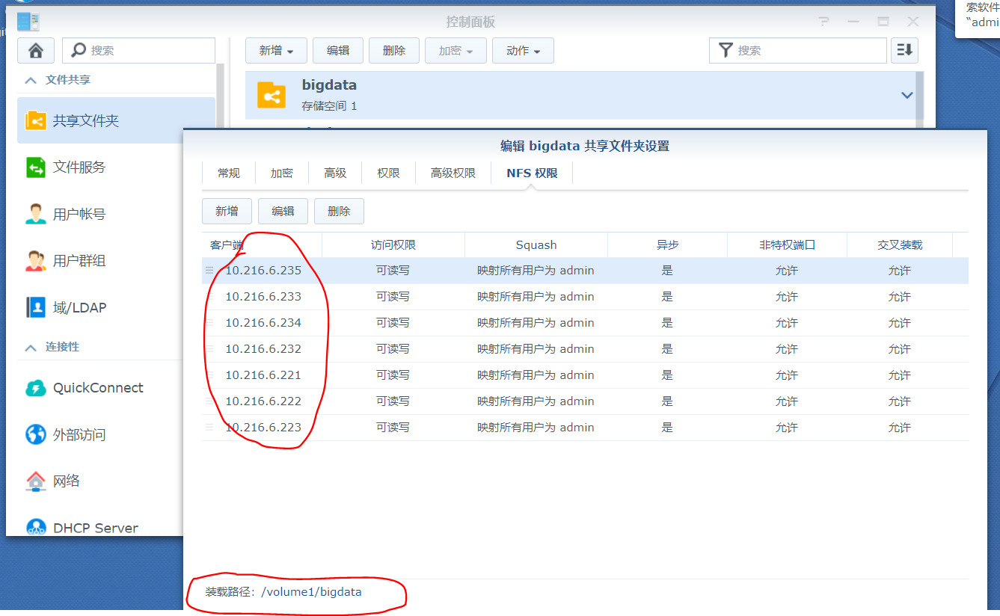 控制面板
索软件
“admi
搜索
新增
编辑
删除
加密
动作
搜索
文件共享
共享文件夹
文件服务
用户帐号
用户群组
域/LDAP
连接性
QuickConnect
外部访问
网络
DHCP Server
bigdata
存储空间 1
编辑 bigdata 共享文件夹设置
常规 加密 高级 权限 高级权限 NFS 权限
新增 编辑 删除
客户端 访问权限 Squash 异步 非特权端口 交叉装载
10.216.6.235 可读写 映射所有用户为 admin 是 允许 允许
10.216.6.233 可读写 映射所有用户为 admin 是 允许 允许
10.216.6.234 可读写 映射所有用户为 admin 是 允许 允许
10.216.6.232 可读写 映射所有用户为 admin 是 允许 允许
10.216.6.221 可读写 映射所有用户为 admin 是 允许 允许
10.216.6.222 可读写 映射所有用户为 admin 是 允许 允许
10.216.6.223 可读写 映射所有用户为 admin 是 允许 允许
装载路径: /volume1/bigdata